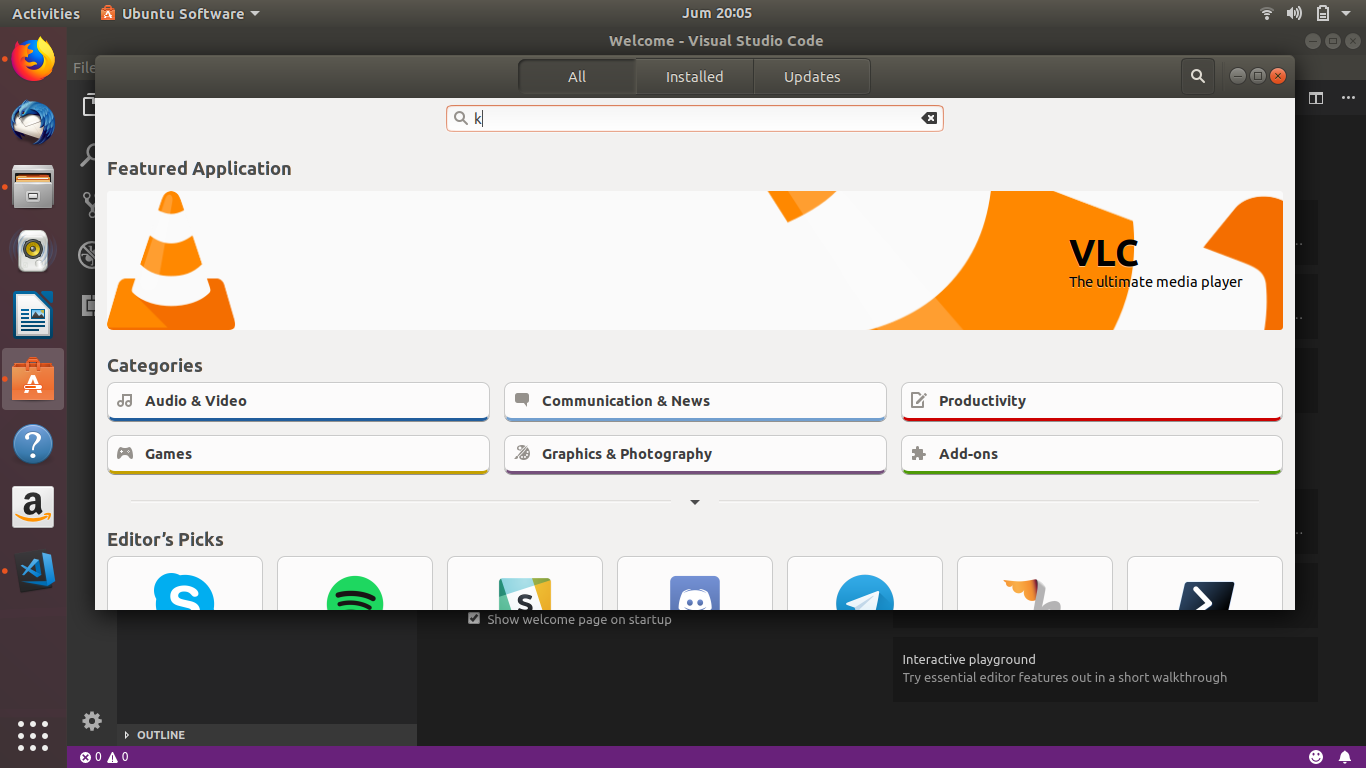 Activities Ubuntu Software Jum 20:05
Welcome - Visual Studio Code
File
All Installed Updates
k
Featured Application
VLC
The ultimate media player
Categories
Audio & Video Communication & News Productivity
Games Graphics & Photography Add-ons
Editor’s Picks
Show welcome page on startup
Interactive playground
Try essential editor features out in a short walkthrough
OUTLINE
0 0